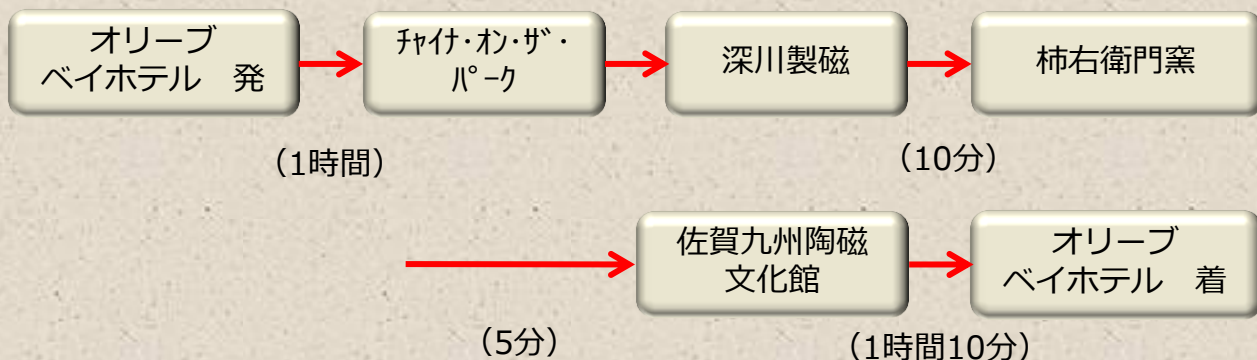 オリーブ
ベイホテル　発
ﾁｬｲﾅ･ｵﾝ･ｻﾞ･
ﾊﾟｰｸ
深川製磁
柿右衛門窯
（1時間）
（10分）
佐賀九州陶磁
文化館
オリーブ
ベイホテル　着
（5分）
（1時間10分）